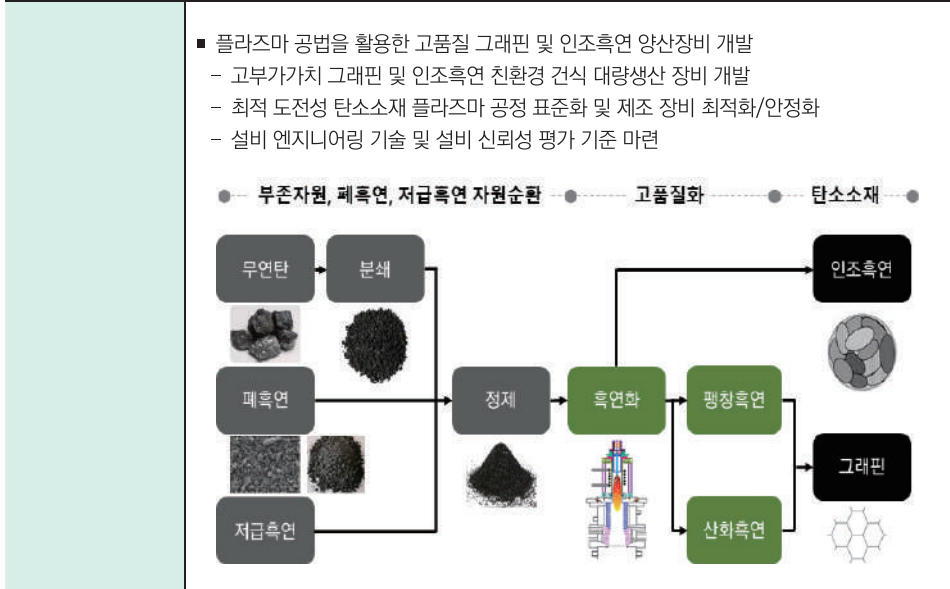 ▪ 플라즈마 공법을 활용한 고품질 그래핀 및 인조흑연 양산장비 개발
– 고부가가치 그래핀 및 인조흑연 친환경 건식 대량생산 장비 개발
– 최적 도전성 탄소소재 플라즈마 공정 표준화 및 제조 장비 최적화/안정화
– 설비 엔지니어링 기술 및 설비 신뢰성 평가 기준 마련
부존자원, 폐흑연, 저급흑연 자원순환
고품질화
탄소소재
무연탄
분쇄
인조흑연
폐흑연
정제
흑연화
팽창흑연
그래핀
저급흑연
산화흑연